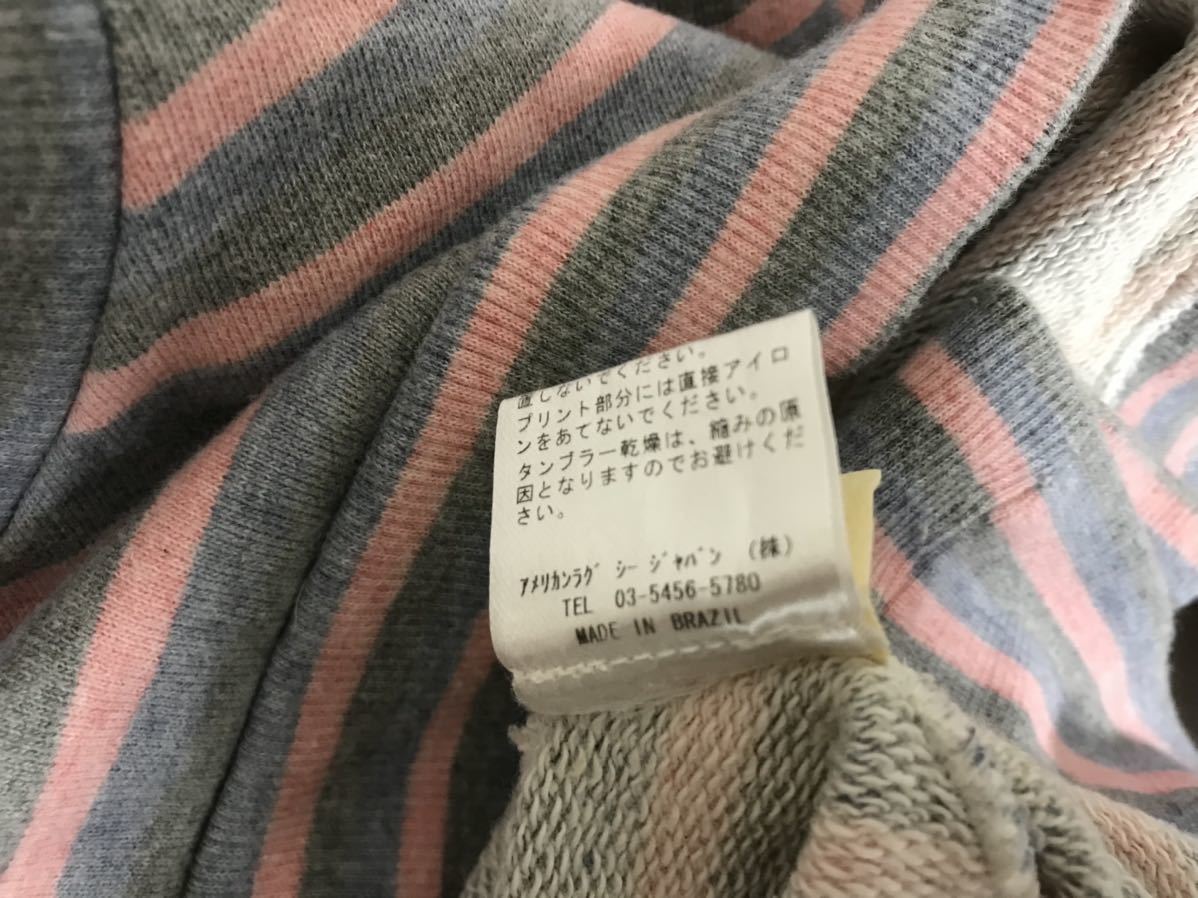 直しないでください。
プリント部分には直接アイロ
ンをあてないでください。
タンブラー乾燥は、縮みの原
因となりますのでお避けくだ
さい。
ｱﾒﾘｶﾝﾗｸﾞ ｼｰ ｼﾞｬﾊﾟﾝ (株)
TEL 03-5456-5780
MADE IN BRAZIL